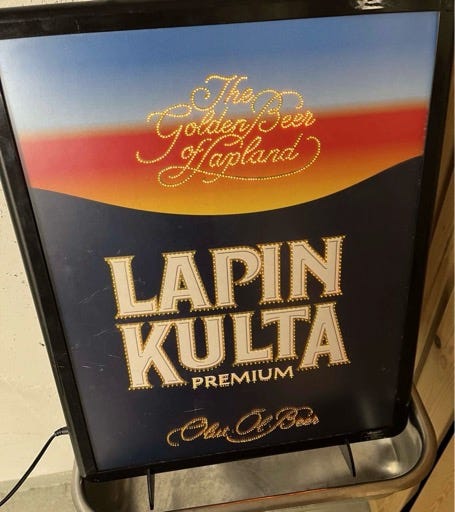 The
Golden Beer
of Lapland
LAPIN
KULTA
PREMIUM
Olut Öl Beer